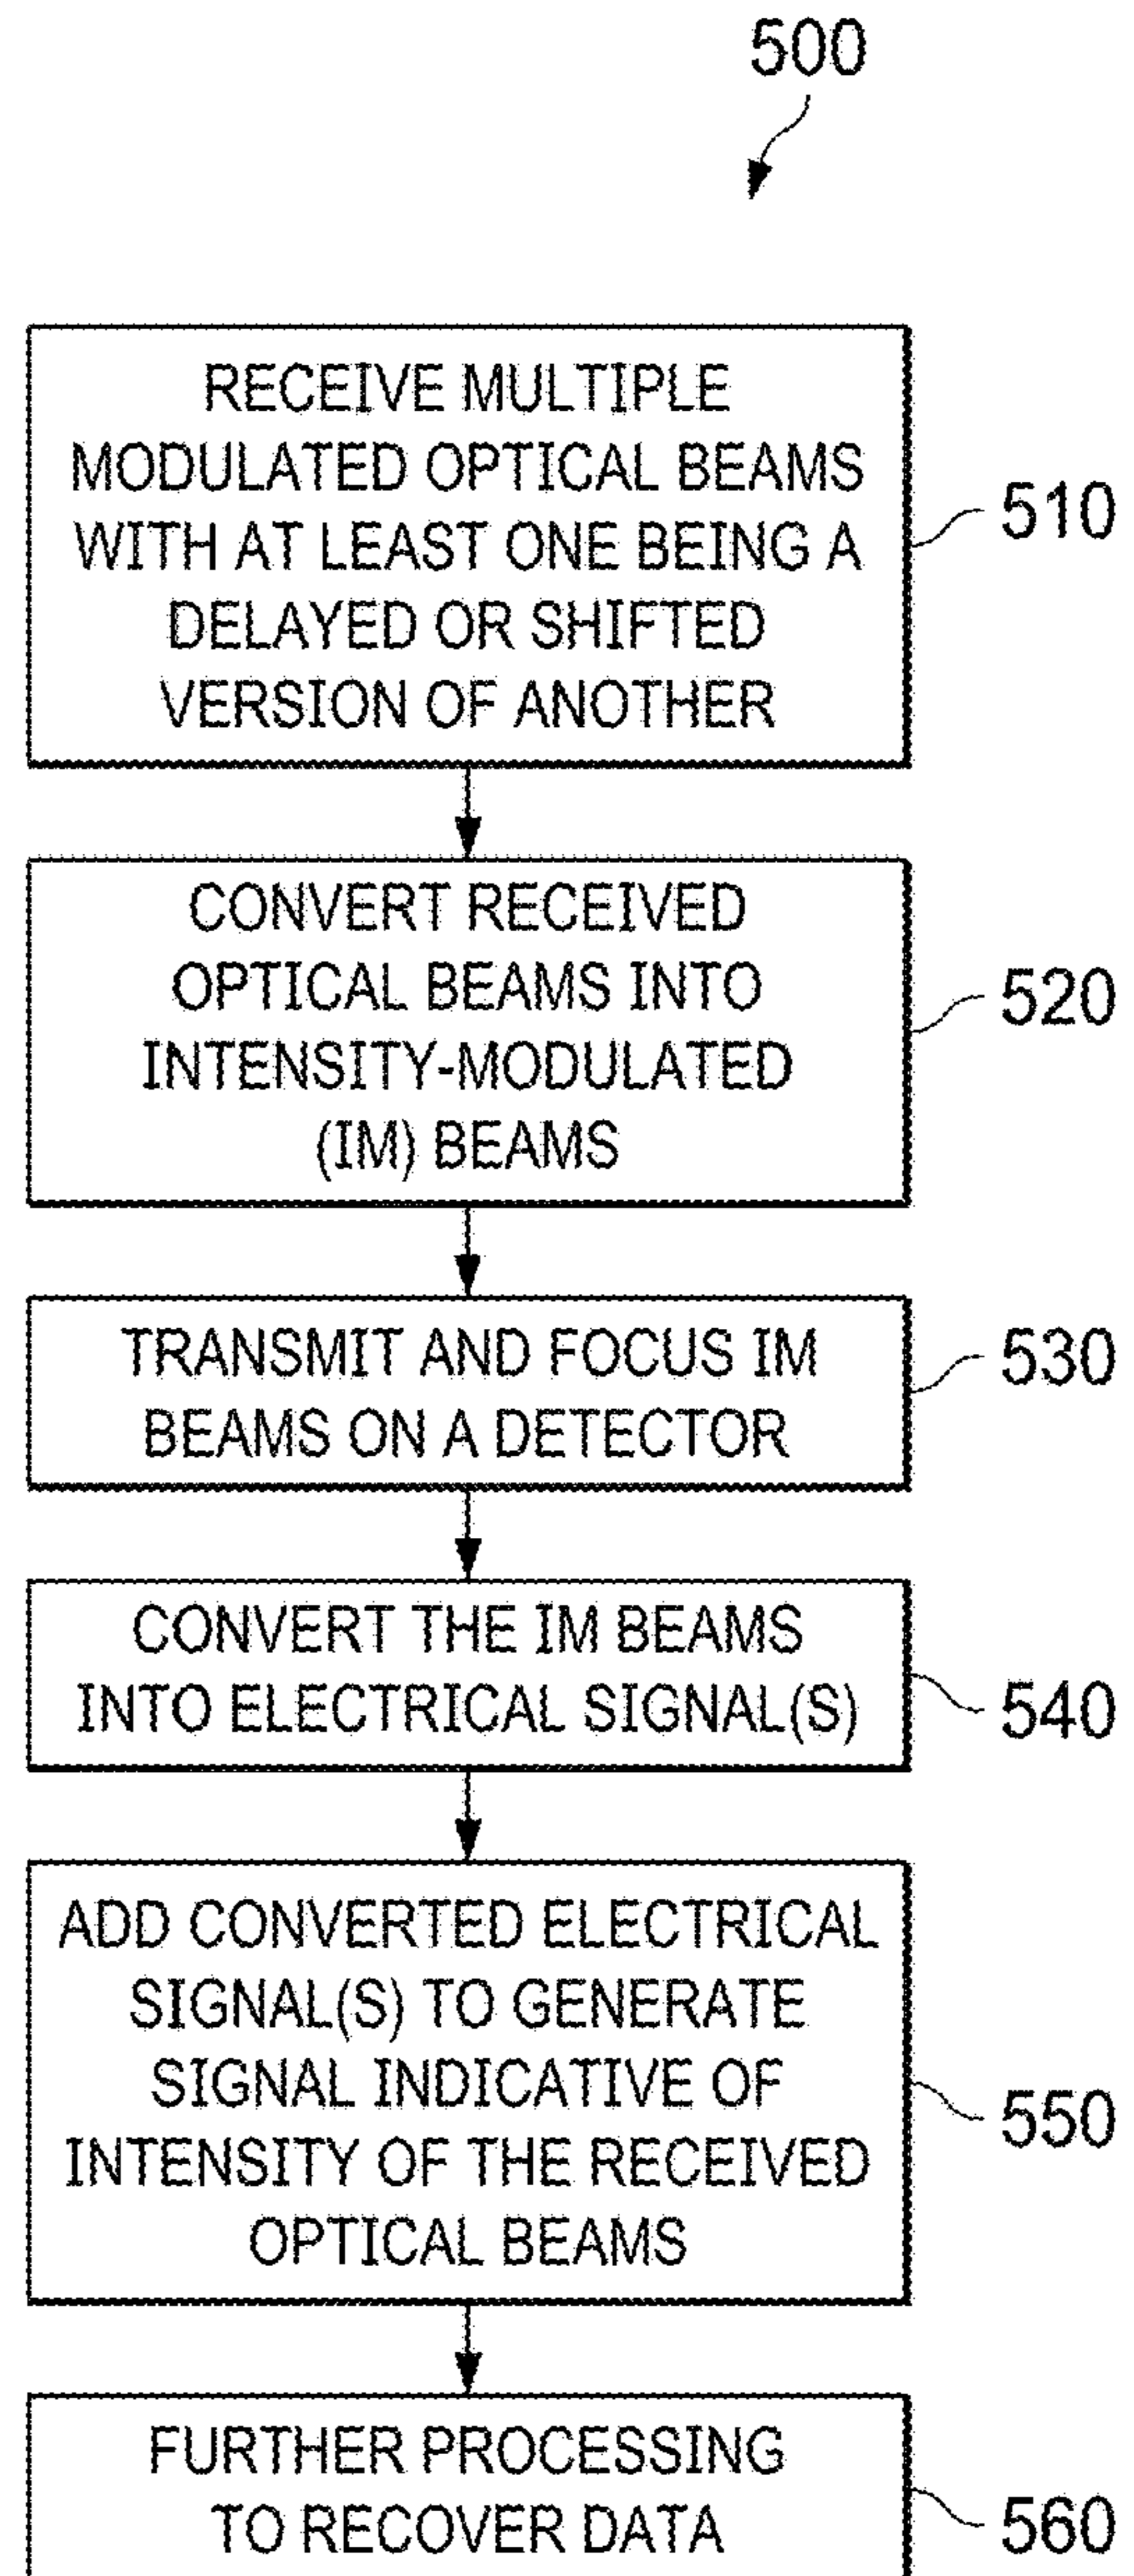 500
RECEIVE MULTIPLE
MODULATED OPTICAL BEAMS
WITH AT LEAST ONE BEING A
DELAYED OR SHIFTED
VERSION OF ANOTHER
510
CONVERT RECEIVED
OPTICAL BEAMS INTO
INTENSITY-MODULATED
(IM) BEAMS
520
TRANSMIT AND FOCUS IM
BEAMS ON A DETECTOR
530
CONVERT THE IM BEAMS
INTO ELECTRICAL SIGNAL(S)
540
ADD CONVERTED ELECTRICAL
SIGNAL(S) TO GENERATE
SIGNAL INDICATIVE OF
INTENSITY OF THE RECEIVED
OPTICAL BEAMS
550
FURTHER PROCESSING
TO RECOVER DATA
560